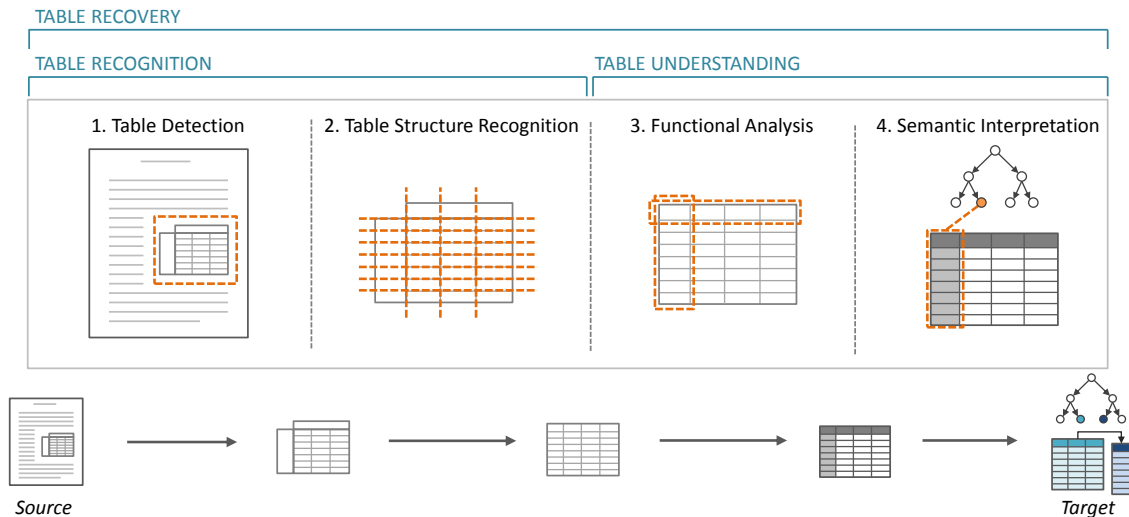 TABLE RECOVERY
TABLE RECOGNITION
TABLE UNDERSTANDING
1. Table Detection
2. Table Structure Recognition
3. Functional Analysis
4. Semantic Interpretation
Source
Target